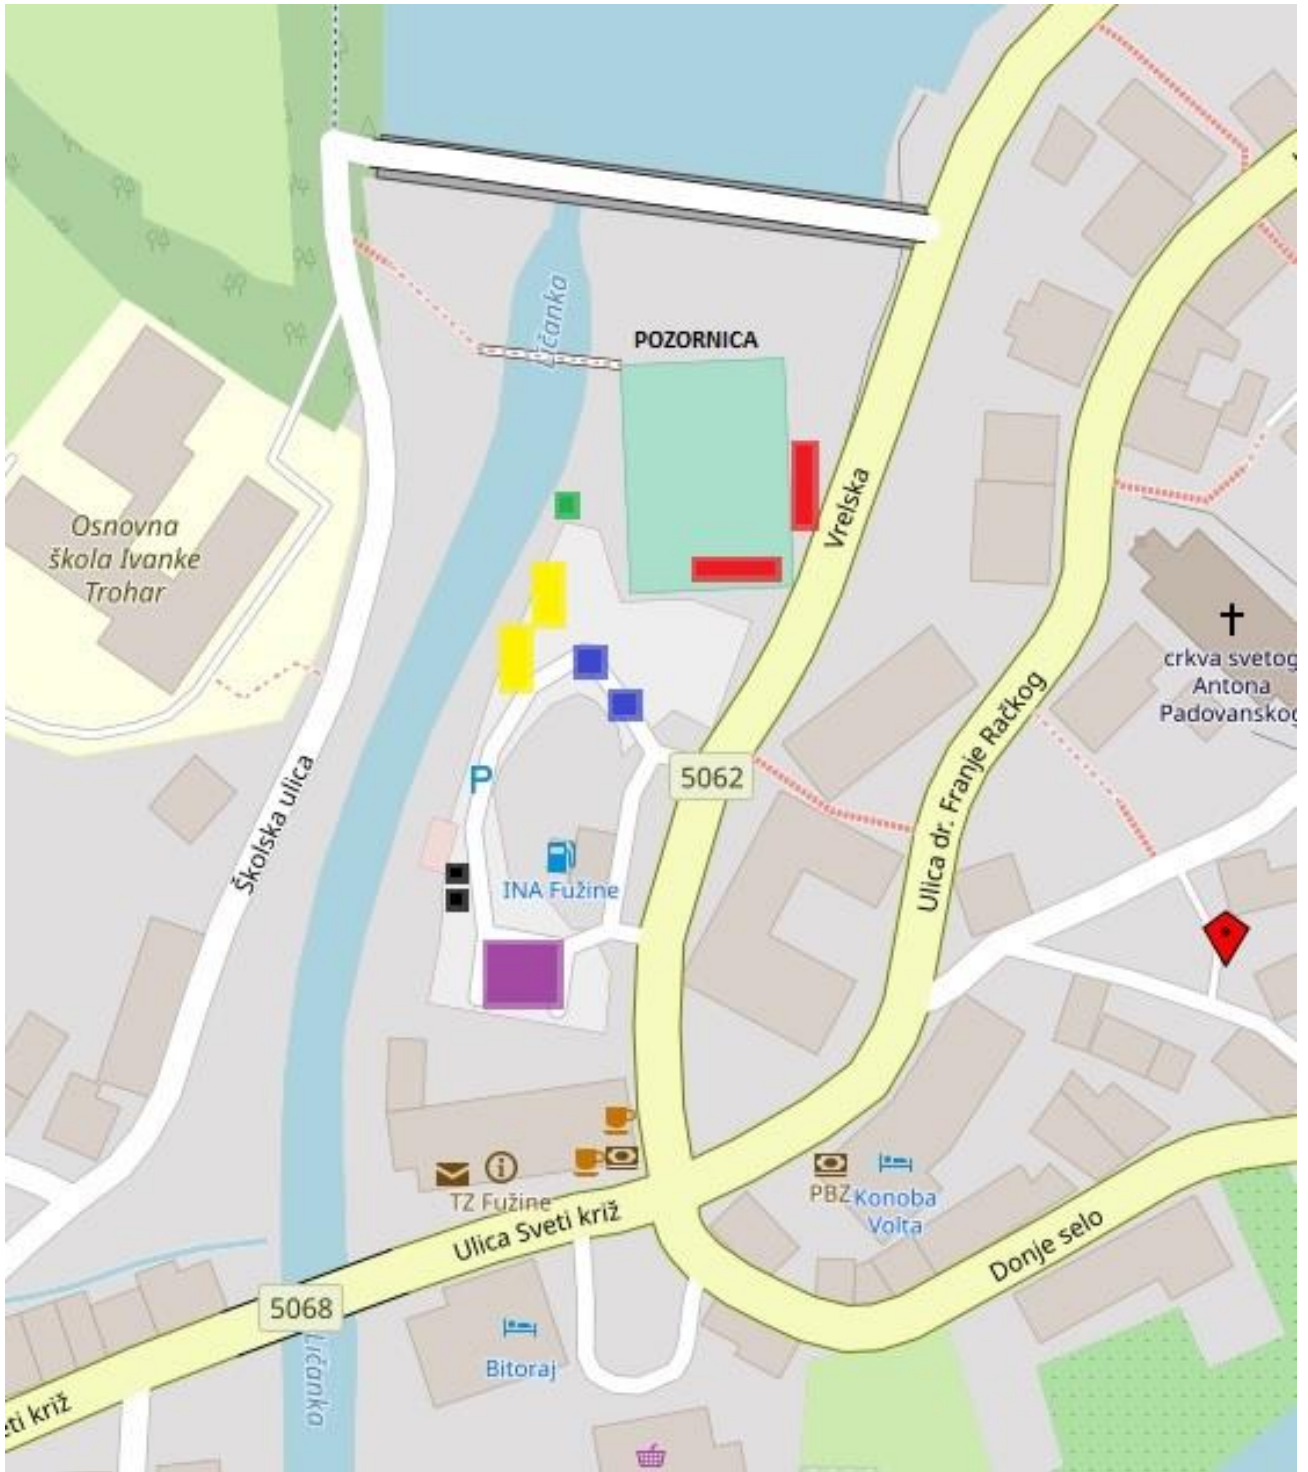 Ličanka
POZORNICA
Vrelska
Osnovna
škola Ivanke
Trohar
crkva svetog
Antona
Padovanskog
Ulica dr. Franje Račkog
5062
P
Školska ulica
INA Fužine
TZ Fužine
PBZ
Konoba
Volta
Ulica Sveti križ
Donje selo
5068
Bitoraj
Ličanka
eti križ